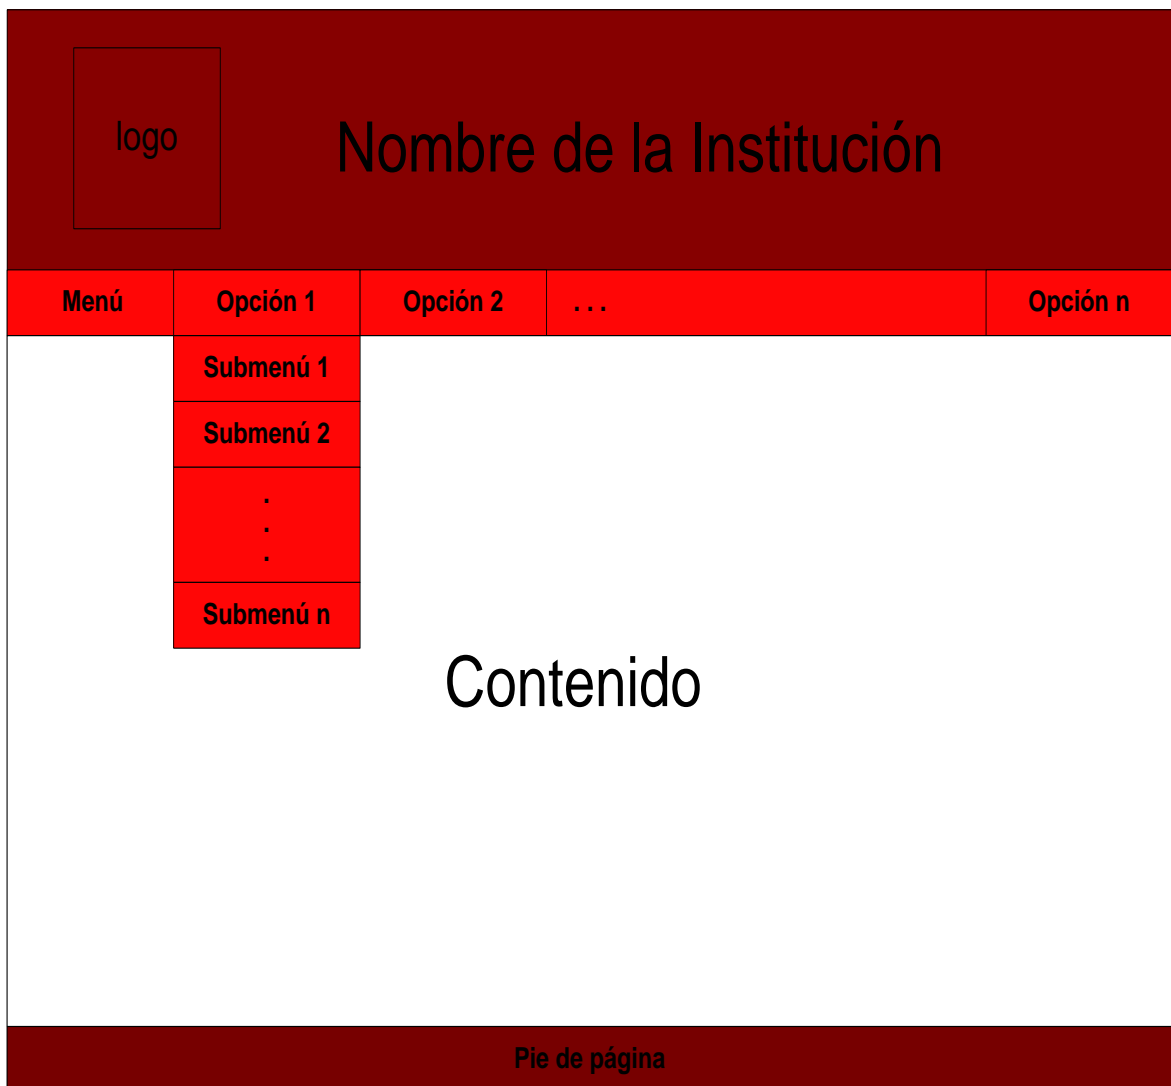 logo
Nombre de la Institución
Menú
Opción 1
Opción 2
. . .
Opción n
Submenú 1
Submenú 2
.
.
.
Submenú n
Contenido
Pie de página